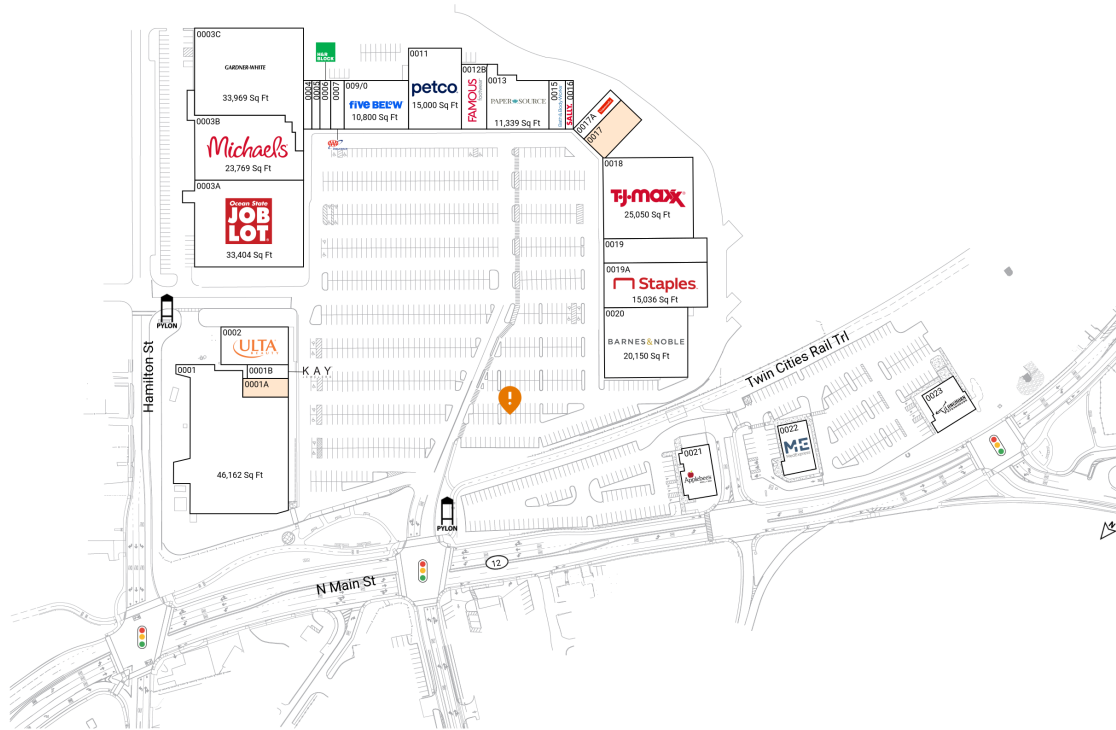 0003C
GARDNER-WHITE
33,969 Sq Ft
0003B
Michaels
23,769 Sq Ft
0003A
Ocean State
JOB
LOT
33,404 Sq Ft
H&R
BLOCK
0004
0005
0006
0007
009/0
five BELOW
10,800 Sq Ft
0011
petco
15,000 Sq Ft
0012B
FAMOUS
footwear
0013
PAPER SOURCE
11,339 Sq Ft
0015
Bath & Body Works
0016
SALLY
0017A
0017
0018
T·J·maxx
25,050 Sq Ft
0019
0019A
Staples
15,036 Sq Ft
0020
BARNES&NOBLE
20,150 Sq Ft
PYLON
Hamilton St
0002
ULTA
BEAUTY
0001
0001B
KAY
0001A
46,162 Sq Ft
!
Twin Cities Rail Trl
0023
0022
ME
0021
Applebee's
PYLON
12
N Main St
N